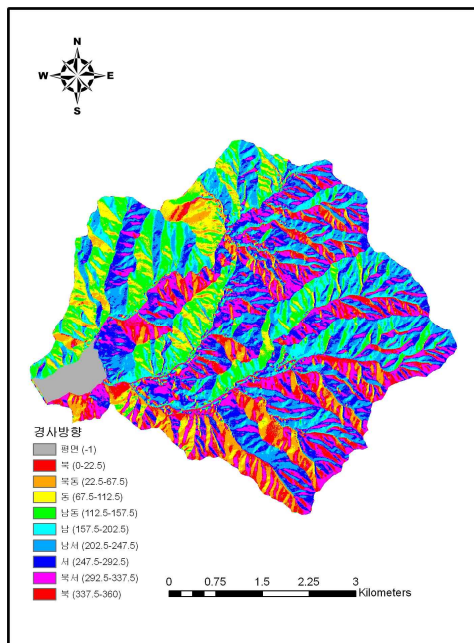 N
W E
S
경사방향
평면 (-1)
북 (0-22.5)
북동 (22.5-67.5)
동 (67.5-112.5)
남동 (112.5-157.5)
남 (157.5-202.5)
남서 (202.5-247.5)
서 (247.5-292.5)
북서 (292.5-337.5)
북 (337.5-360)
0 0.75 1.5 2.25 3
Kilometers